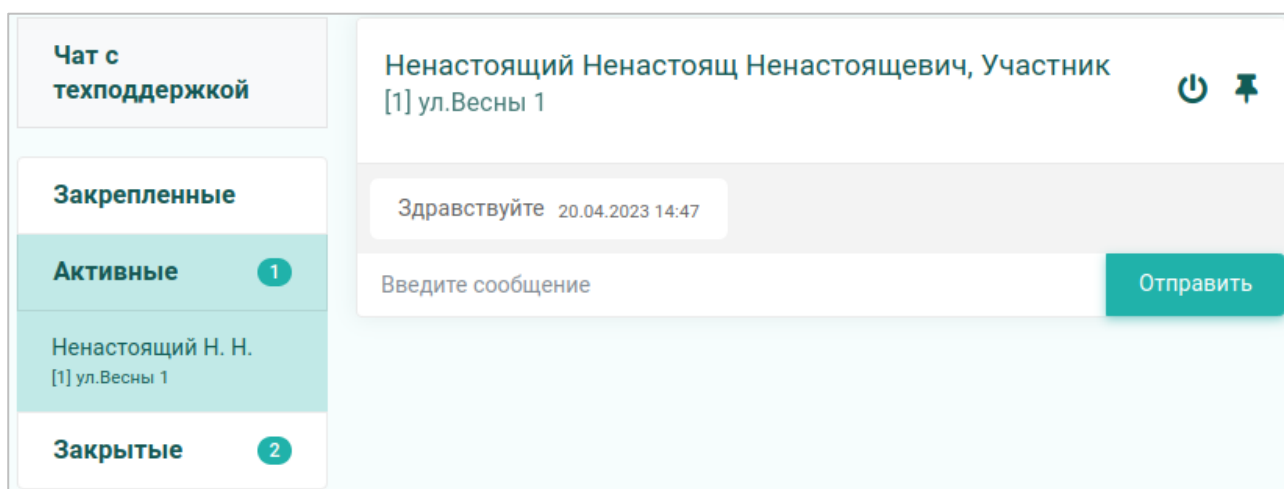 Чат с
техподдержкой
Закрепленные
Активные 1
Ненастоящий Н. Н.
[1] ул.Весны 1
Закрытые 2
Ненастоящий Ненастоящ Ненастоящевич, Участник
[1] ул.Весны 1
Здравствуйте 20.04.2023 14:47
Введите сообщение
Отправить